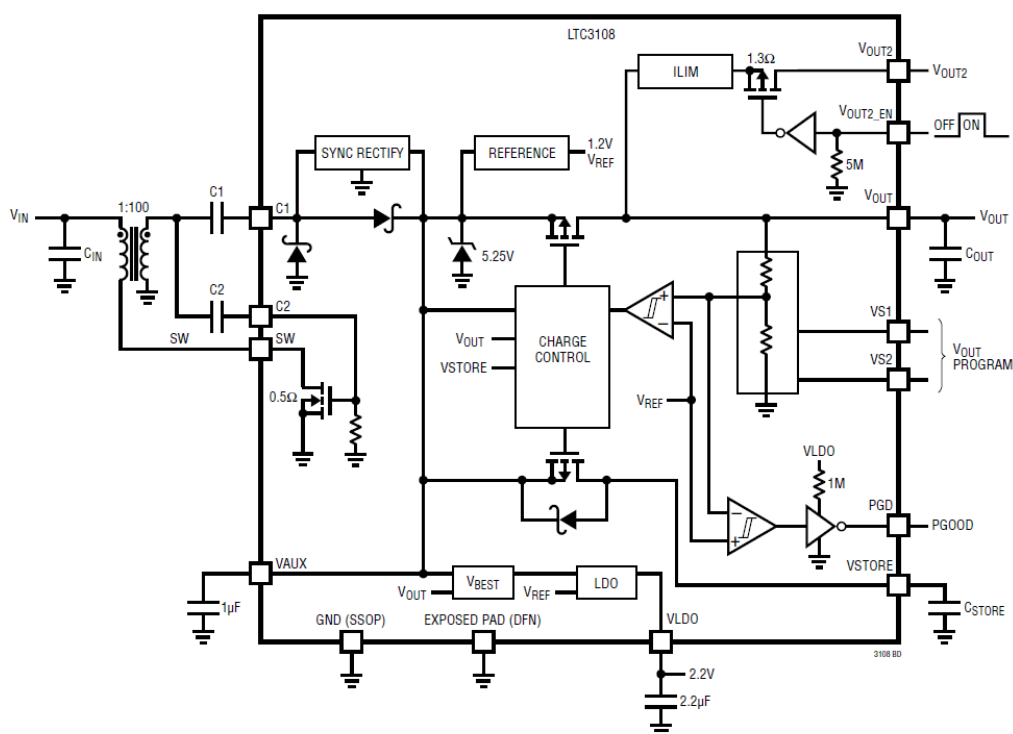 LTC3108
VOUT2
1.3Ω
ILIM
VOUT2
VOUT2_EN
OFF ON
SYNC RECTIFY
REFERENCE
1.2V
VREF
5M
VOUT
C1
1:100
VIN
C1
VOUT
CIN
5.25V
COUT
C2
C2
VS1
SW
SW
VOUT
CHARGE
CONTROL
VSTORE
VOUT
PROGRAM
VS2
0.5Ω
VREF
VLDO
1M
PGD
PGOOD
VAUX
VSTORE
VBEST
LDO
VOUT
VREF
1µF
CSTORE
GND (SSOP)
EXPOSED PAD (DFN)
VLDO
3108 BD
2.2V
2.2µF